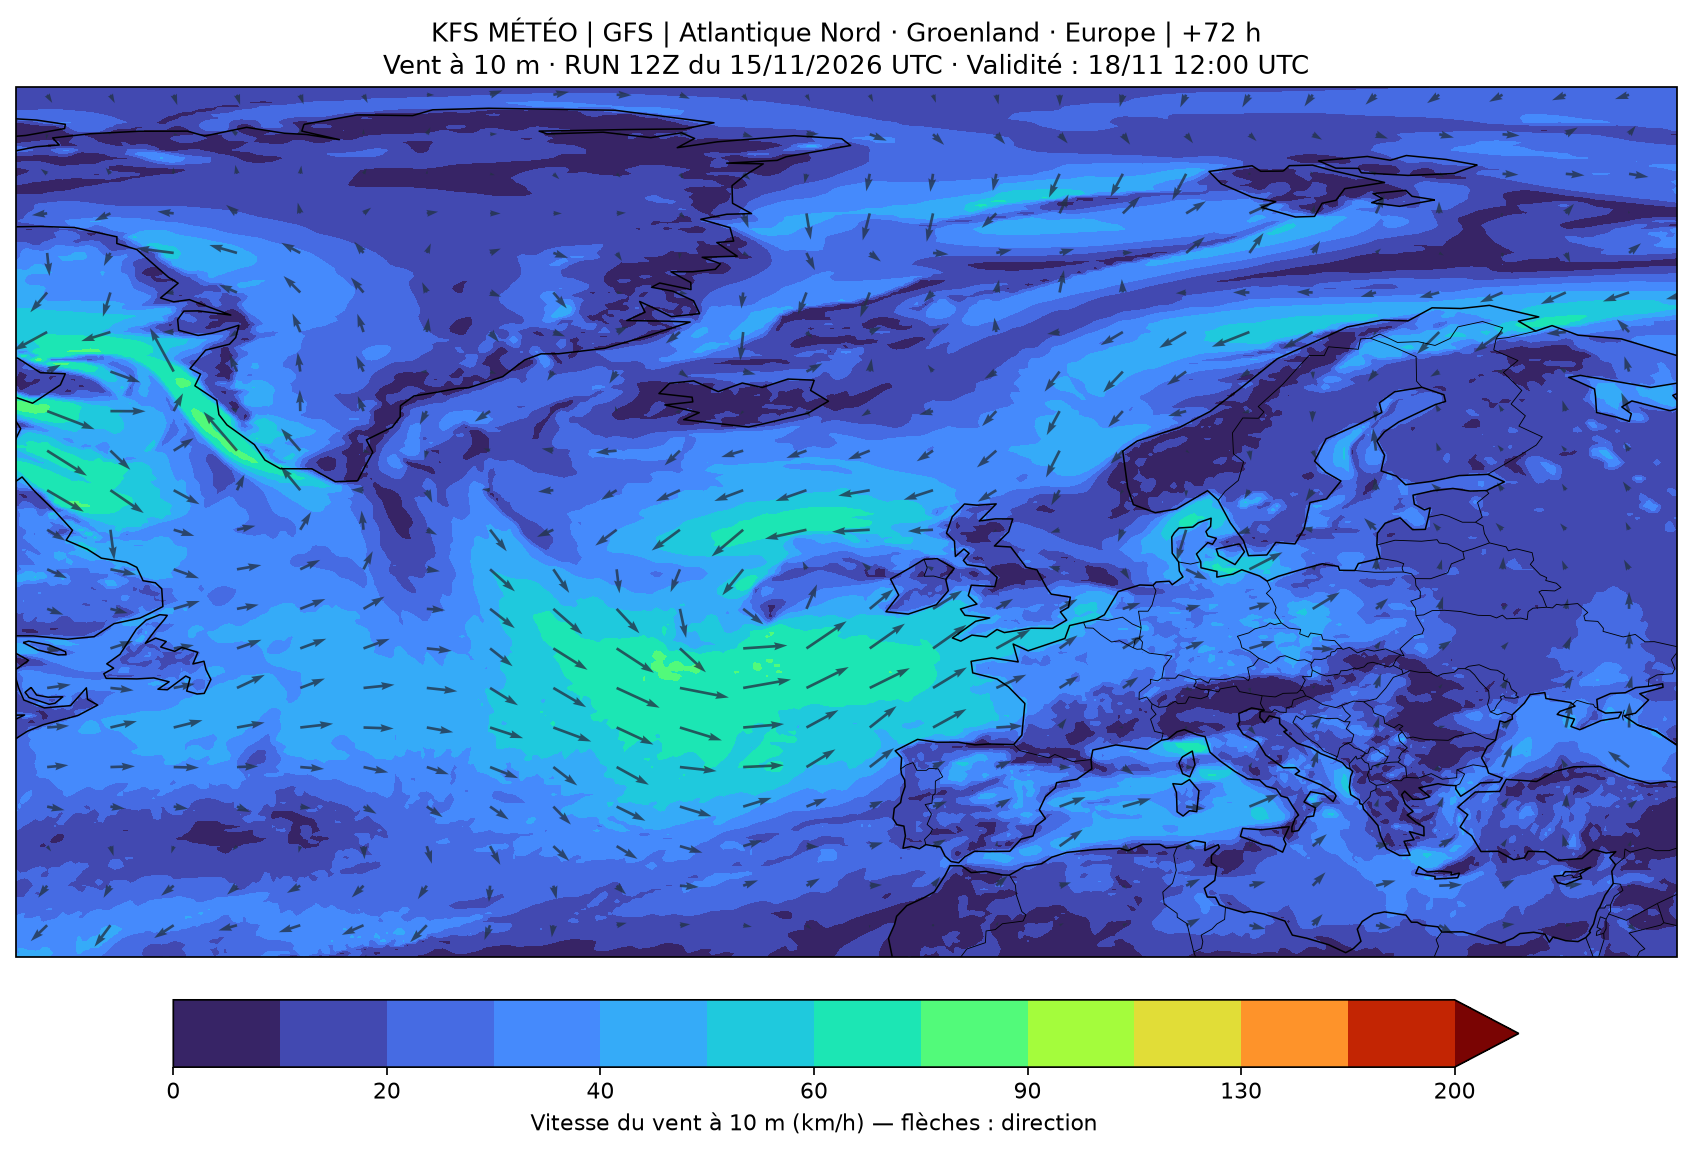 KFS MÉTÉO | GFS | Atlantique Nord · Groenland · Europe | +72 h
Vent à 10 m · RUN 12Z du 15/11/2026 UTC · Validité : 18/11 12:00 UTC
0 20 40 60 90 130 200
Vitesse du vent à 10 m (km/h) — flèches : direction